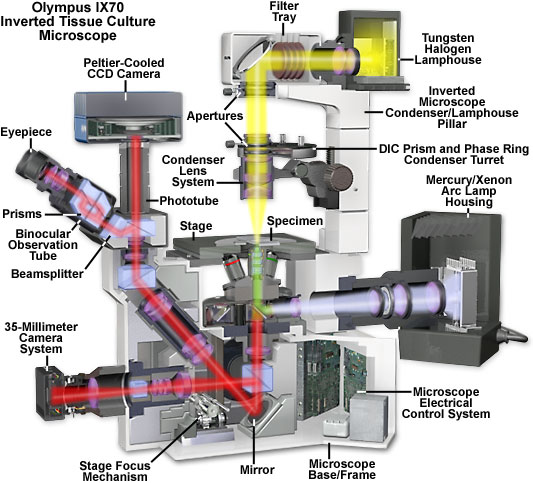 Olympus IX70
Inverted Tissue Culture
Microscope
Filter
Tray
Tungsten
Halogen
Lamphouse
Peltier-Cooled
CCD Camera
Apertures
Inverted
Microscope
Condenser/Lamphouse
Pillar
Eyepiece
DIC Prism and Phase Ring
Condenser Turret
Condenser
Lens
System
Mercury/Xenon
Arc Lamp
Housing
Prisms
Phototube
Binocular
Observation
Tube
Stage
Specimen
Beamsplitter
35-Millimeter
Camera
System
Microscope
Electrical
Control System
Stage Focus
Mechanism
Mirror
Microscope
Base/Frame